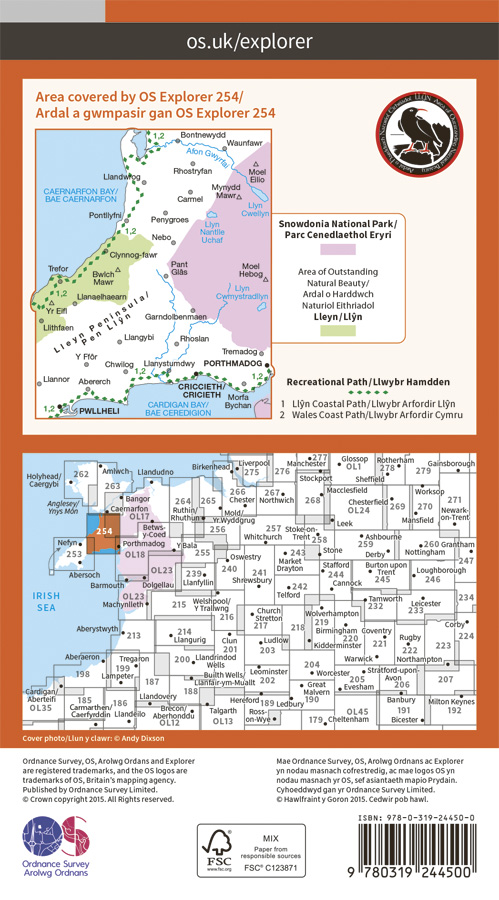 os.uk/explorer
Area covered by OS Explorer 254/
Ardal a gwmpasir gan OS Explorer 254
Bontnewydd
Waunfawr
Afon Gwyrfai
Llandwrog
Rhostryfan
Moel
Eilio
CAERNARFON BAY/
BAE CAERNARFON
Carmel
Mynydd
Mawr
Llyn
Cwellyn
Pontllyfni
Penygroes
Llyn
Nantlle
Uchaf
Nebo
Clynnog-fawr
Trefor
Bwlch
Mawr
Pant
Glâs
Moel
Hebog
1,2
Yr Eifl
Llanaelhaearn
Llyn
Cwmystradllyn
Llithfaen
Lleyn Peninsula/
Pen Llŷn
Garndolbenmaen
Llangybi
Rhoslan
Y Ffôr
Tremadog
Chwilog
Llanystumdwy
PORTHMADOG
Llannor
Abererch
1,2
1,2
CRICCIETH/
CRICIETH
Morfa
Bychan
PWLLHELI
CARDIGAN BAY/
BAE CEREDIGION
Snowdonia National Park/
Parc Cenedlaethol Eryri
Area of Outstanding
Natural Beauty/
Ardal o Harddwch
Naturiol Eithriadol
Lleyn/Llŷn
Recreational Path/Llwybr Hamdden
1 Llŷn Coastal Path/Llwybr Arfordir Llŷn
2 Wales Coast Path/Llwybr Arfordir Cymru
Holyhead/
Caergybi
262
Amlwch
263
Llandudno
Birkenhead
Liverpool
275
276
Manchester
277
Glossop
OL1
Rotherham
278
279
Gainsborough
Anglesey/
Ynys Môn
Bangor
Caernarfon
OL17
264
265
266
Chester
267
Northwich
268
Stockport
Macclesfield
Sheffield
Chesterfield
OL24
269
Worksop
270
Mansfield
271
Newark-
on-Trent
Ruthin/
Rhuthun
Mold/
Yr Wyddgrug
256
Betws-
y-Coed
254
Nefyn
253
Porthmadog
OL18
Y Bala
255
257
Whitchurch
Stoke-on-
Trent
258
Leek
Ashbourne
259
Derby
260
Nottingham
Grantham
247
Abersoch
OL23
Dolgellau
Barmouth
239
Llanfyllin
240
Oswestry
241
Shrewsbury
243
Market
Drayton
Stone
Stafford
244
Cannock
Burton upon
Trent
245
Loughborough
246
IRISH
SEA
OL23
Machynlleth
215
Welshpool/
Y Trallwng
216
242
Telford
Church
Stretton
217
218
Wolverhampton
219
Tamworth
232
Leicester
233
234
Aberystwyth
213
214
Llangurig
201
Clun
Ludlow
203
Birmingham
220
Kidderminster
Coventry
221
Rugby
222
Corby
224
223
Northampton
Aberaeron
198
Tregaron
199
Lampeter
200
Llandrindod
Wells
187
188
Builth Wells/
Llanfair-ym-Muallt
202
Leominster
204
Worcester
Warwick
205
Stratford-upon-
Avon
206
207
Cardigan/
Aberteifi
OL35
185
Carmarthen/
Caerfyrddin
186
Llandeilo
Llandovery
Brecon/
Aberhonddu
OL12
Talgarth
OL13
Hereford
189
Ross-
on-Wye
Ledbury
Great
Malvern
190
179
Cheltenham
Evesham
OL45
Banbury
191
Bicester
Milton Keynes
192
Cover photo/Llun y clawr: © Andy Dixson
Ordnance Survey, OS, Arolwg Ordans and Explorer
are registered trademarks, and the OS logos are
trademarks of OS, Britain's mapping agency.
Published by Ordnance Survey Limited.
© Crown copyright 2015. All Rights reserved.
Mae Ordnance Survey, OS, Arolwg Ordnans ac Explorer
yn nodau masnach cofrestredig, ac mae logos OS yn
nodau masnach yr OS, sef asiantaeth mapio Prydain.
Cyhoeddwyd gan yr Ordnance Survey Limited.
© Hawlfraint y Goron 2015. Cedwir pob hawl.
Ordnance Survey
Arolwg Ordnans
FSC
www.fsc.org
MIX
Paper from
responsible sources
FSC® C123871
ISBN: 978-0-319-24450-0
9 780319 244500